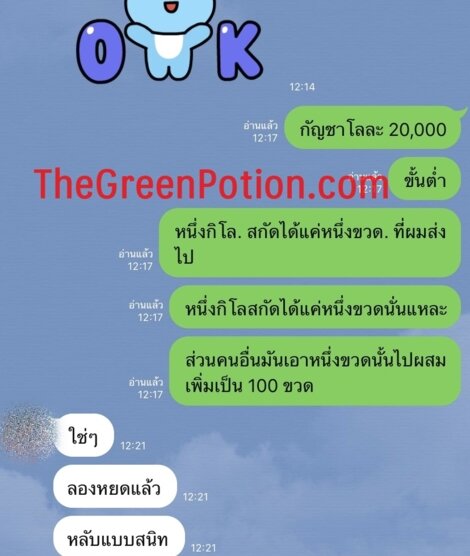 OK
12:14
กัญชาโลละ 20,000
อ่านแล้ว
12:17
TheGreenPotion.com
ขั้นต่ำ
อ่านแล้ว
12:17
หนึ่งกิโล. สกัดได้แค่หนึ่งขวด. ที่ผมส่ง
ไป
อ่านแล้ว
12:17
หนึ่งกิโลสกัดได้แค่หนึ่งขวดนั่นแหละ
อ่านแล้ว
12:17
ส่วนคนอื่นมันเอาหนึ่งขวดนั้นไปผสม
เพิ่มเป็น 100 ขวด
อ่านแล้ว
12:17
ใช่ๆ
12:21
ลองหยดแล้ว
12:21
หลับแบบสนิท
12:21